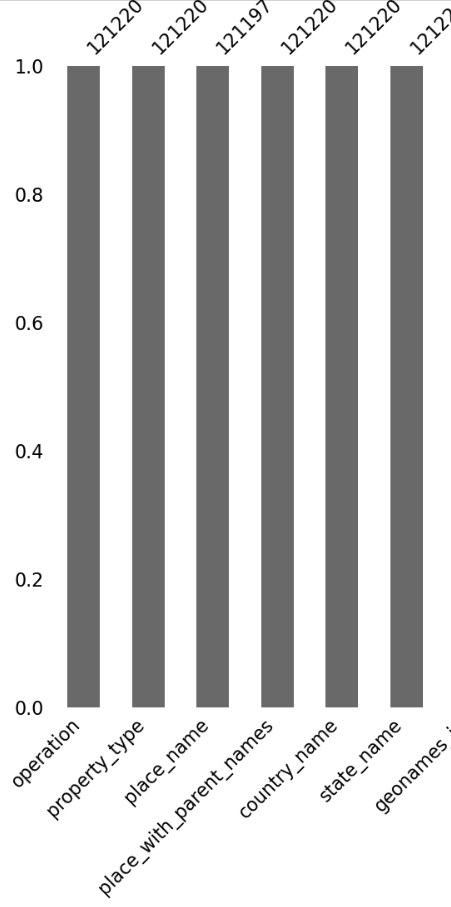 121220
121220
121197
121220
121220
1.0
0.8
0.6
0.4
0.2
0.0
operation
property_type
place_name
place_with_parent_names
country_name
state_name